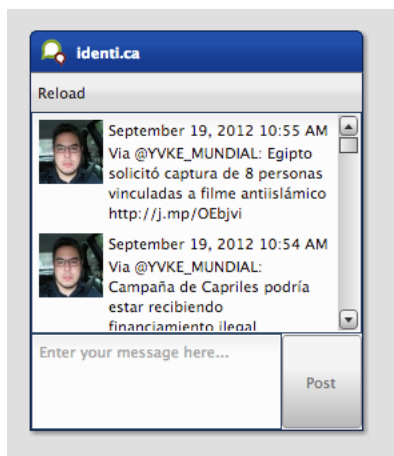 identi.ca
Reload
September 19, 2012 10:55 AM
Via @YVKE_MUNDIAL: Egipto
solicitó captura de 8 personas
vinculadas a filme antiislámico
http://j.mp/OEbjvi
September 19, 2012 10:54 AM
Via @YVKE_MUNDIAL:
Campaña de Capriles podría
estar recibiendo
financiamiento ilegal
Enter your message here...
Post